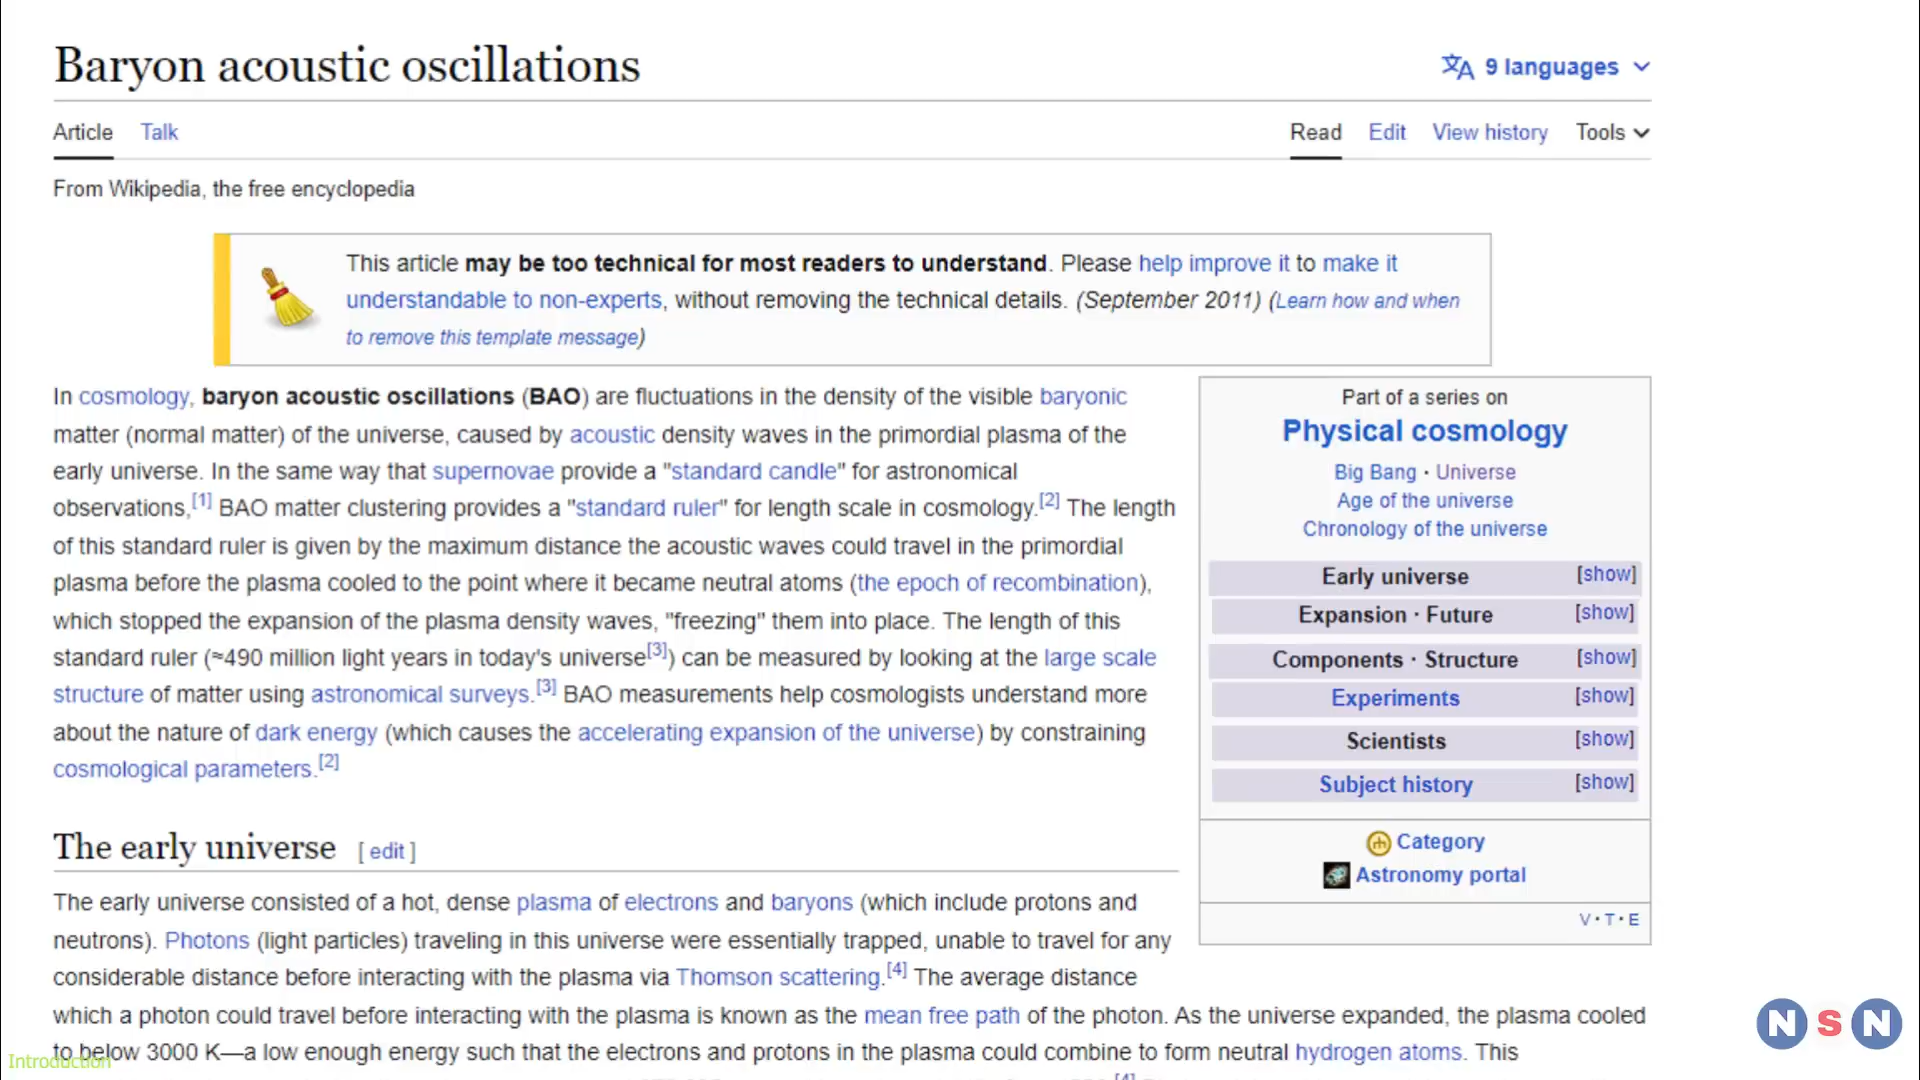 Baryon acoustic oscillations
9 languages
Article Talk
Read Edit View history Tools
From Wikipedia, the free encyclopedia
This article may be too technical for most readers to understand. Please help improve it to make it
understandable to non-experts, without removing the technical details. (September 2011) (Learn how and when
to remove this template message)
In cosmology, baryon acoustic oscillations (BAO) are fluctuations in the density of the visible baryonic
matter (normal matter) of the universe, caused by acoustic density waves in the primordial plasma of the
early universe. In the same way that supernovae provide a "standard candle" for astronomical
observations,[1] BAO matter clustering provides a "standard ruler" for length scale in cosmology.[2] The length
of this standard ruler is given by the maximum distance the acoustic waves could travel in the primordial
plasma before the plasma cooled to the point where it became neutral atoms (the epoch of recombination),
which stopped the expansion of the plasma density waves, "freezing" them into place. The length of this
standard ruler (≈490 million light years in today's universe[3]) can be measured by looking at the large scale
structure of matter using astronomical surveys.[3] BAO measurements help cosmologists understand more
about the nature of dark energy (which causes the accelerating expansion of the universe) by constraining
cosmological parameters.[2]
Part of a series on
Physical cosmology
Big Bang · Universe
Age of the universe
Chronology of the universe
Early universe [show]
Expansion · Future [show]
Components · Structure [show]
Experiments [show]
Scientists [show]
Subject history [show]
Category
Astronomy portal
V · T · E
The early universe [ edit ]
The early universe consisted of a hot, dense plasma of electrons and baryons (which include protons and
neutrons). Photons (light particles) traveling in this universe were essentially trapped, unable to travel for any
considerable distance before interacting with the plasma via Thomson scattering.[4] The average distance
which a photon could travel before interacting with the plasma is known as the mean free path of the photon. As the universe expanded, the plasma cooled
to below 3000 K—a low enough energy such that the electrons and protons in the plasma could combine to form neutral hydrogen atoms. This
Introduction
N S N